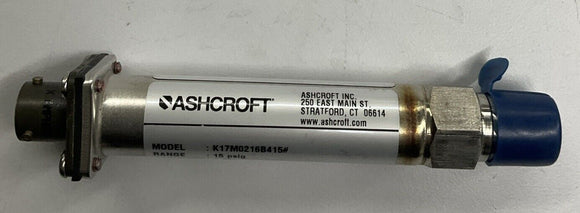 ASHCROFT®
ASHCROFT INC.
250 EAST MAIN ST.
STRATFORD, CT 06614
www.ashcroft.com
MODEL : K17M0216B415#
RANGE : 15 psig